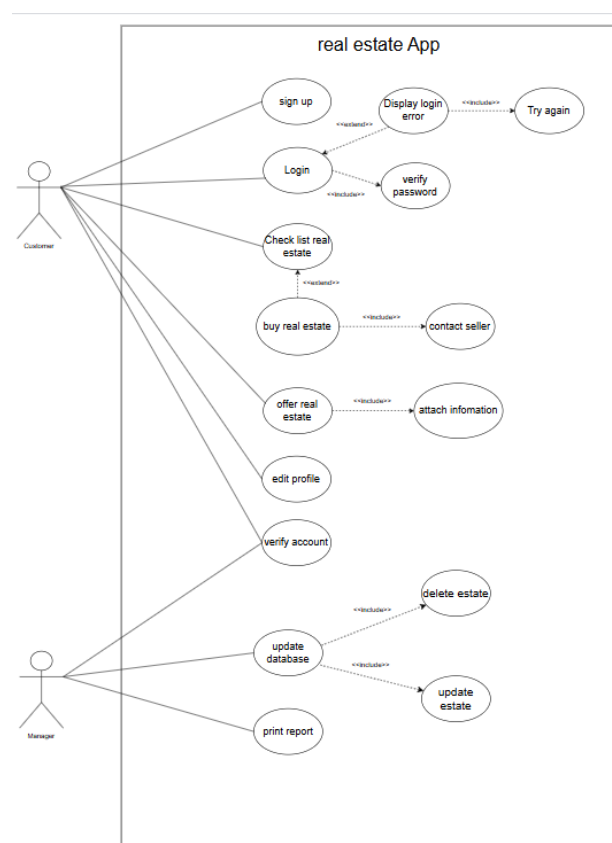 real estate App
sign up
Display login
error
<<include>>
Try again
<<extend>>
Login
<<include>>
verify
password
Customer
Check list real
estate
<<extend>>
buy real estate
<<include>>
contact seller
offer real
estate
<<include>>
attach infomation
edit profile
verify account
delete estate
<<include>>
update
database
<<include>>
update
estate
print report
Manager